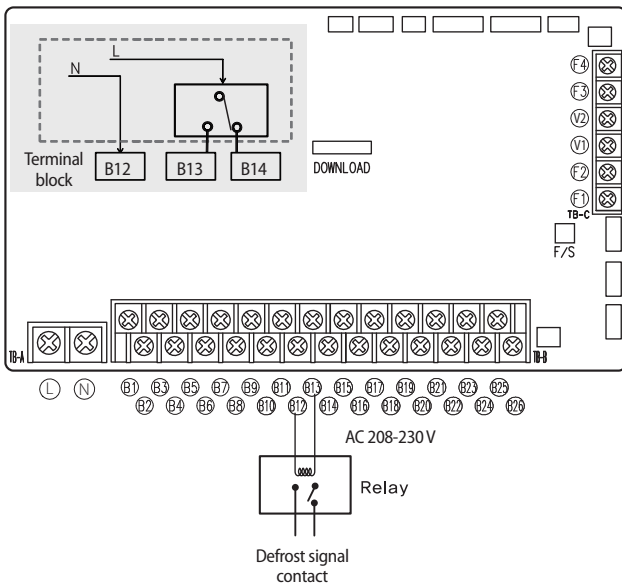 L
N
Terminal
block
B12
B13
B14
DOWNLOAD
F4
F3
V2
V1
F2
F1
TB-C
F/S
TB-A
TB-B
L N
B1 B3 B5 B7 B9 B11 B13 B15 B17 B19 B21 B23 B25
B2 B4 B6 B8 B10 B12 B14 B16 B18 B20 B22 B24 B26
AC 208-230 V
Relay
Defrost signal
contact